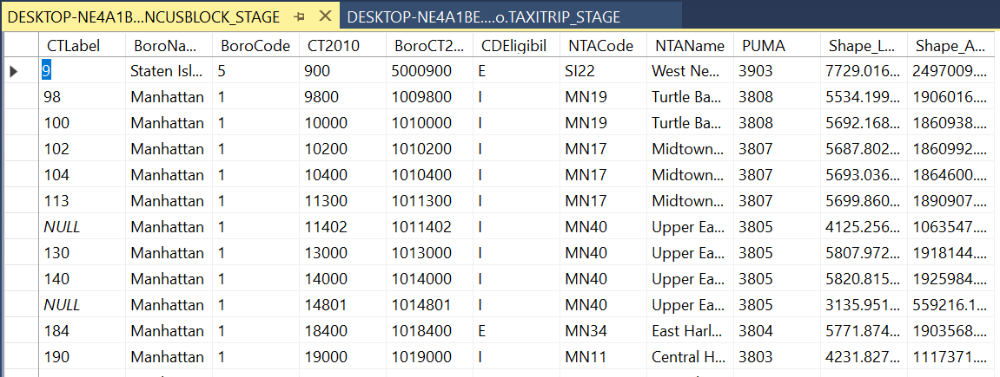 DESKTOP-NE4A1B...NCUSBLOCK_STAGE DESKTOP-NE4A1BE....o.TAXITRIP_STAGE
CTLabel BoroNa... BoroCode CT2010 BoroCT2... CDEligibil NTACode NTAName PUMA Shape_L... Shape_A...
9 Staten Isl... 5 900 5000900 E SI22 West Ne... 3903 7729.016... 2497009....
98 Manhattan 1 9800 1009800 I MN19 Turtle Ba... 3808 5534.199... 1906016....
100 Manhattan 1 10000 1010000 I MN19 Turtle Ba... 3808 5692.168... 1860938....
102 Manhattan 1 10200 1010200 I MN17 Midtown... 3807 5687.802... 1860992....
104 Manhattan 1 10400 1010400 I MN17 Midtown... 3807 5693.036... 1864600....
113 Manhattan 1 11300 1011300 I MN17 Midtown... 3807 5699.860... 1890907....
NULL Manhattan 1 11402 1011402 I MN40 Upper Ea... 3805 4125.256... 1063547....
130 Manhattan 1 13000 1013000 I MN40 Upper Ea... 3805 5807.972... 1918144....
140 Manhattan 1 14000 1014000 I MN40 Upper Ea... 3805 5820.815... 1925984....
NULL Manhattan 1 14801 1014801 I MN40 Upper Ea... 3805 3135.951... 559216.1...
184 Manhattan 1 18400 1018400 E MN34 East Harl... 3804 5771.874... 1903568....
190 Manhattan 1 19000 1019000 I MN11 Central H... 3803 4231.827... 1117371....